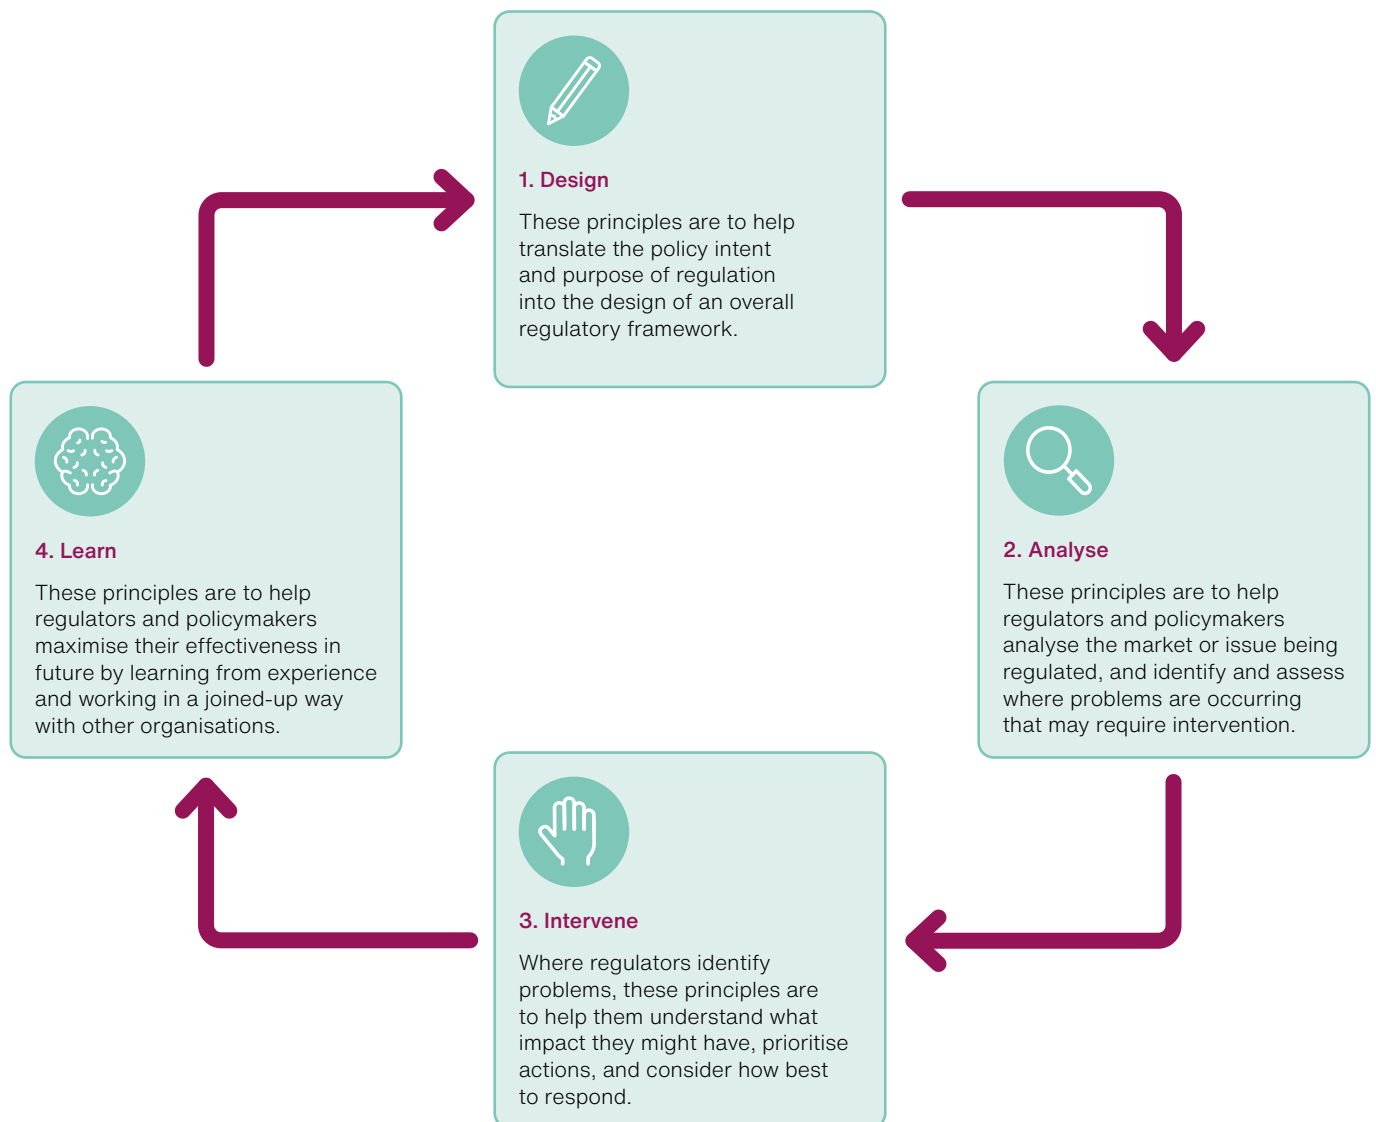 1. Design
These principles are to help
translate the policy intent
and purpose of regulation
into the design of an overall
regulatory framework.
2. Analyse
These principles are to help
regulators and policymakers
analyse the market or issue being
regulated, and identify and assess
where problems are occurring
that may require intervention.
3. Intervene
Where regulators identify
problems, these principles are
to help them understand what
impact they might have, prioritise
actions, and consider how best
to respond.
4. Learn
These principles are to help
regulators and policymakers
maximise their effectiveness in
future by learning from experience
and working in a joined-up way
with other organisations.